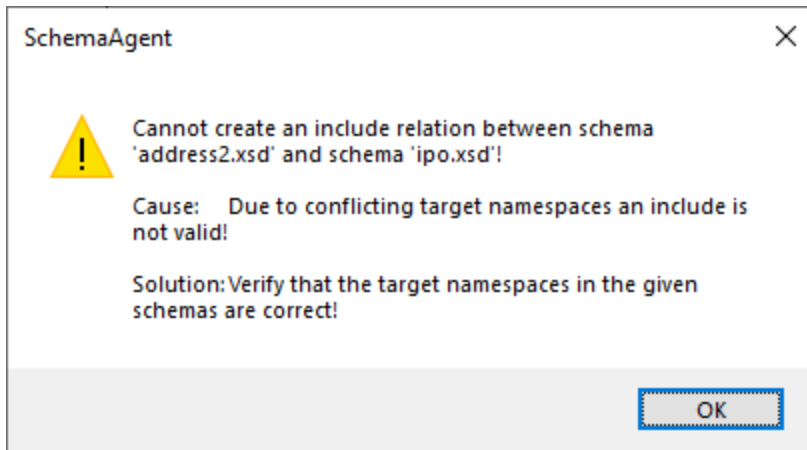 SchemaAgent
Cannot create an include relation between schema
'address2.xsd' and schema 'ipo.xsd'!
Cause: Due to conflicting target namespaces an include is
not valid!
Solution: Verify that the target namespaces in the given
schemas are correct!
OK